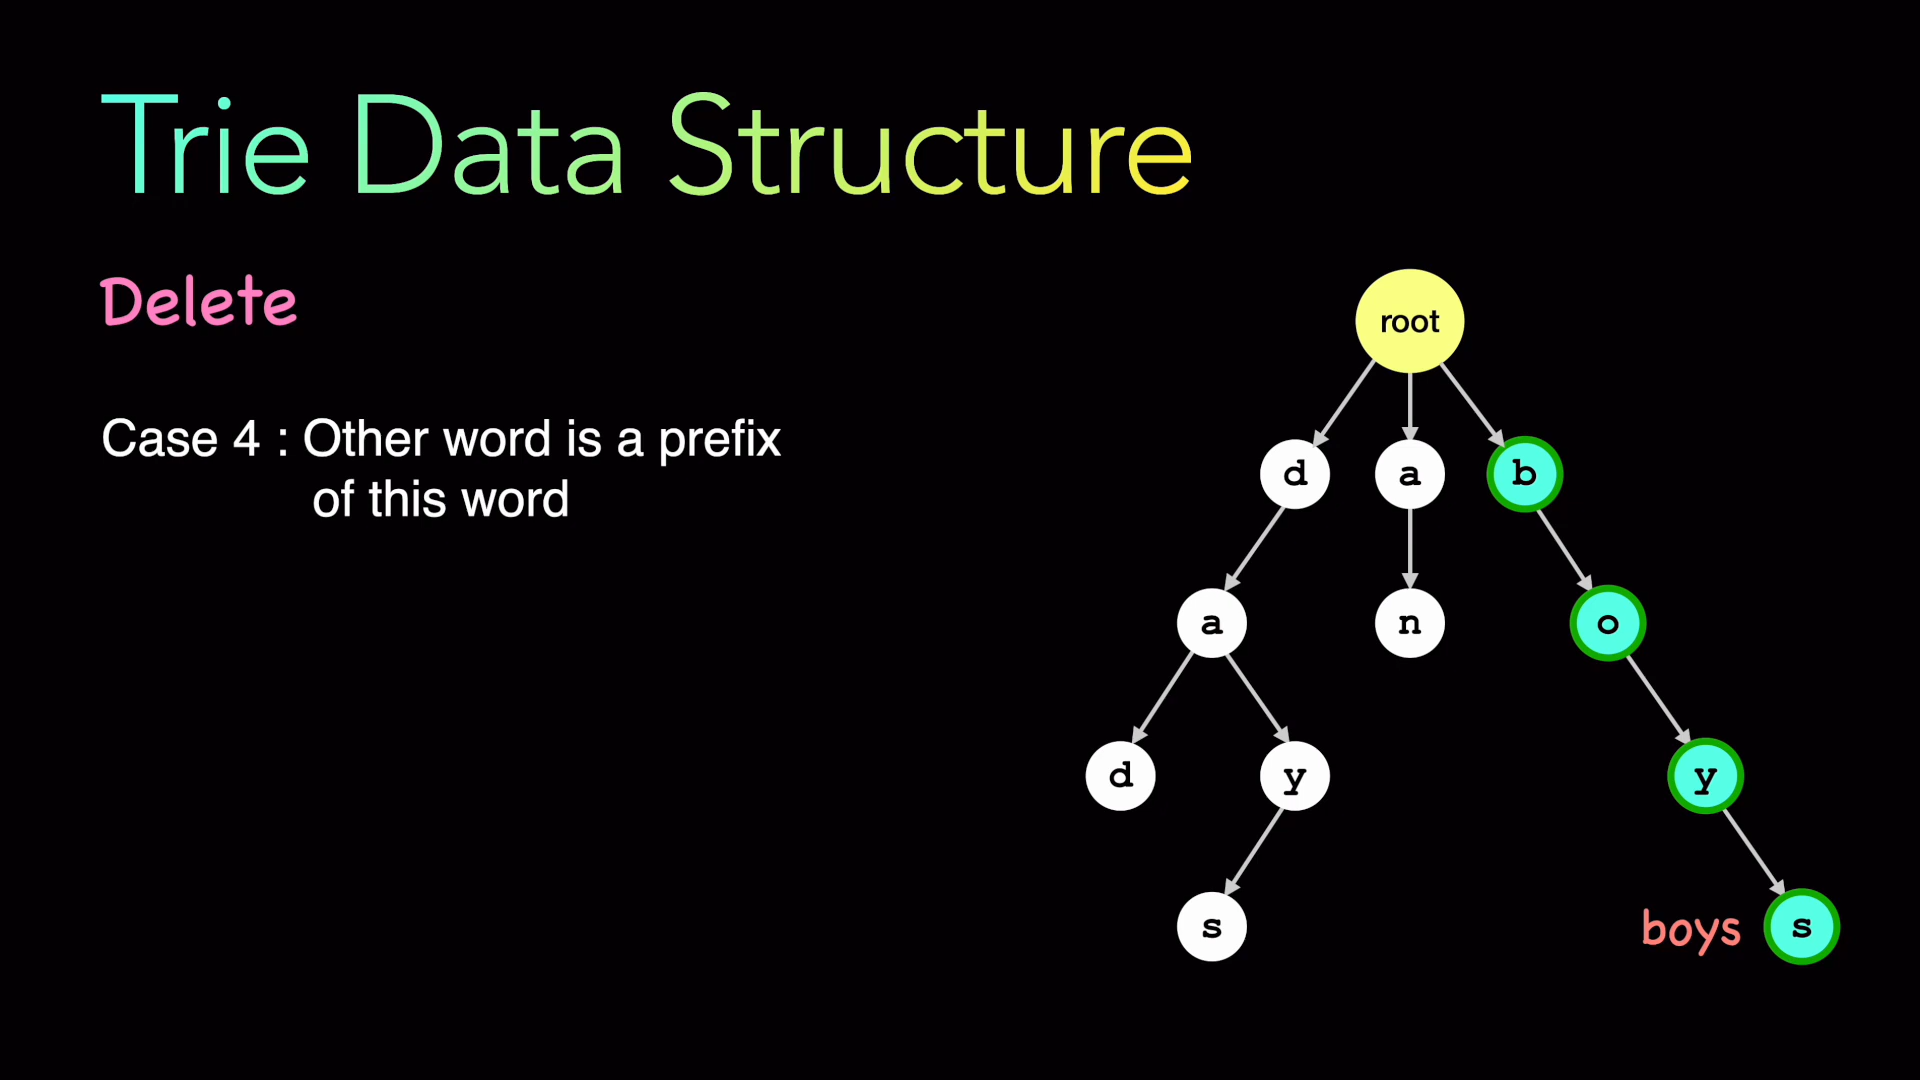 Trie Data Structure
Delete
Case 4 : Other word is a prefix
of this word
root
d a b
a n o
d y y
s boys s